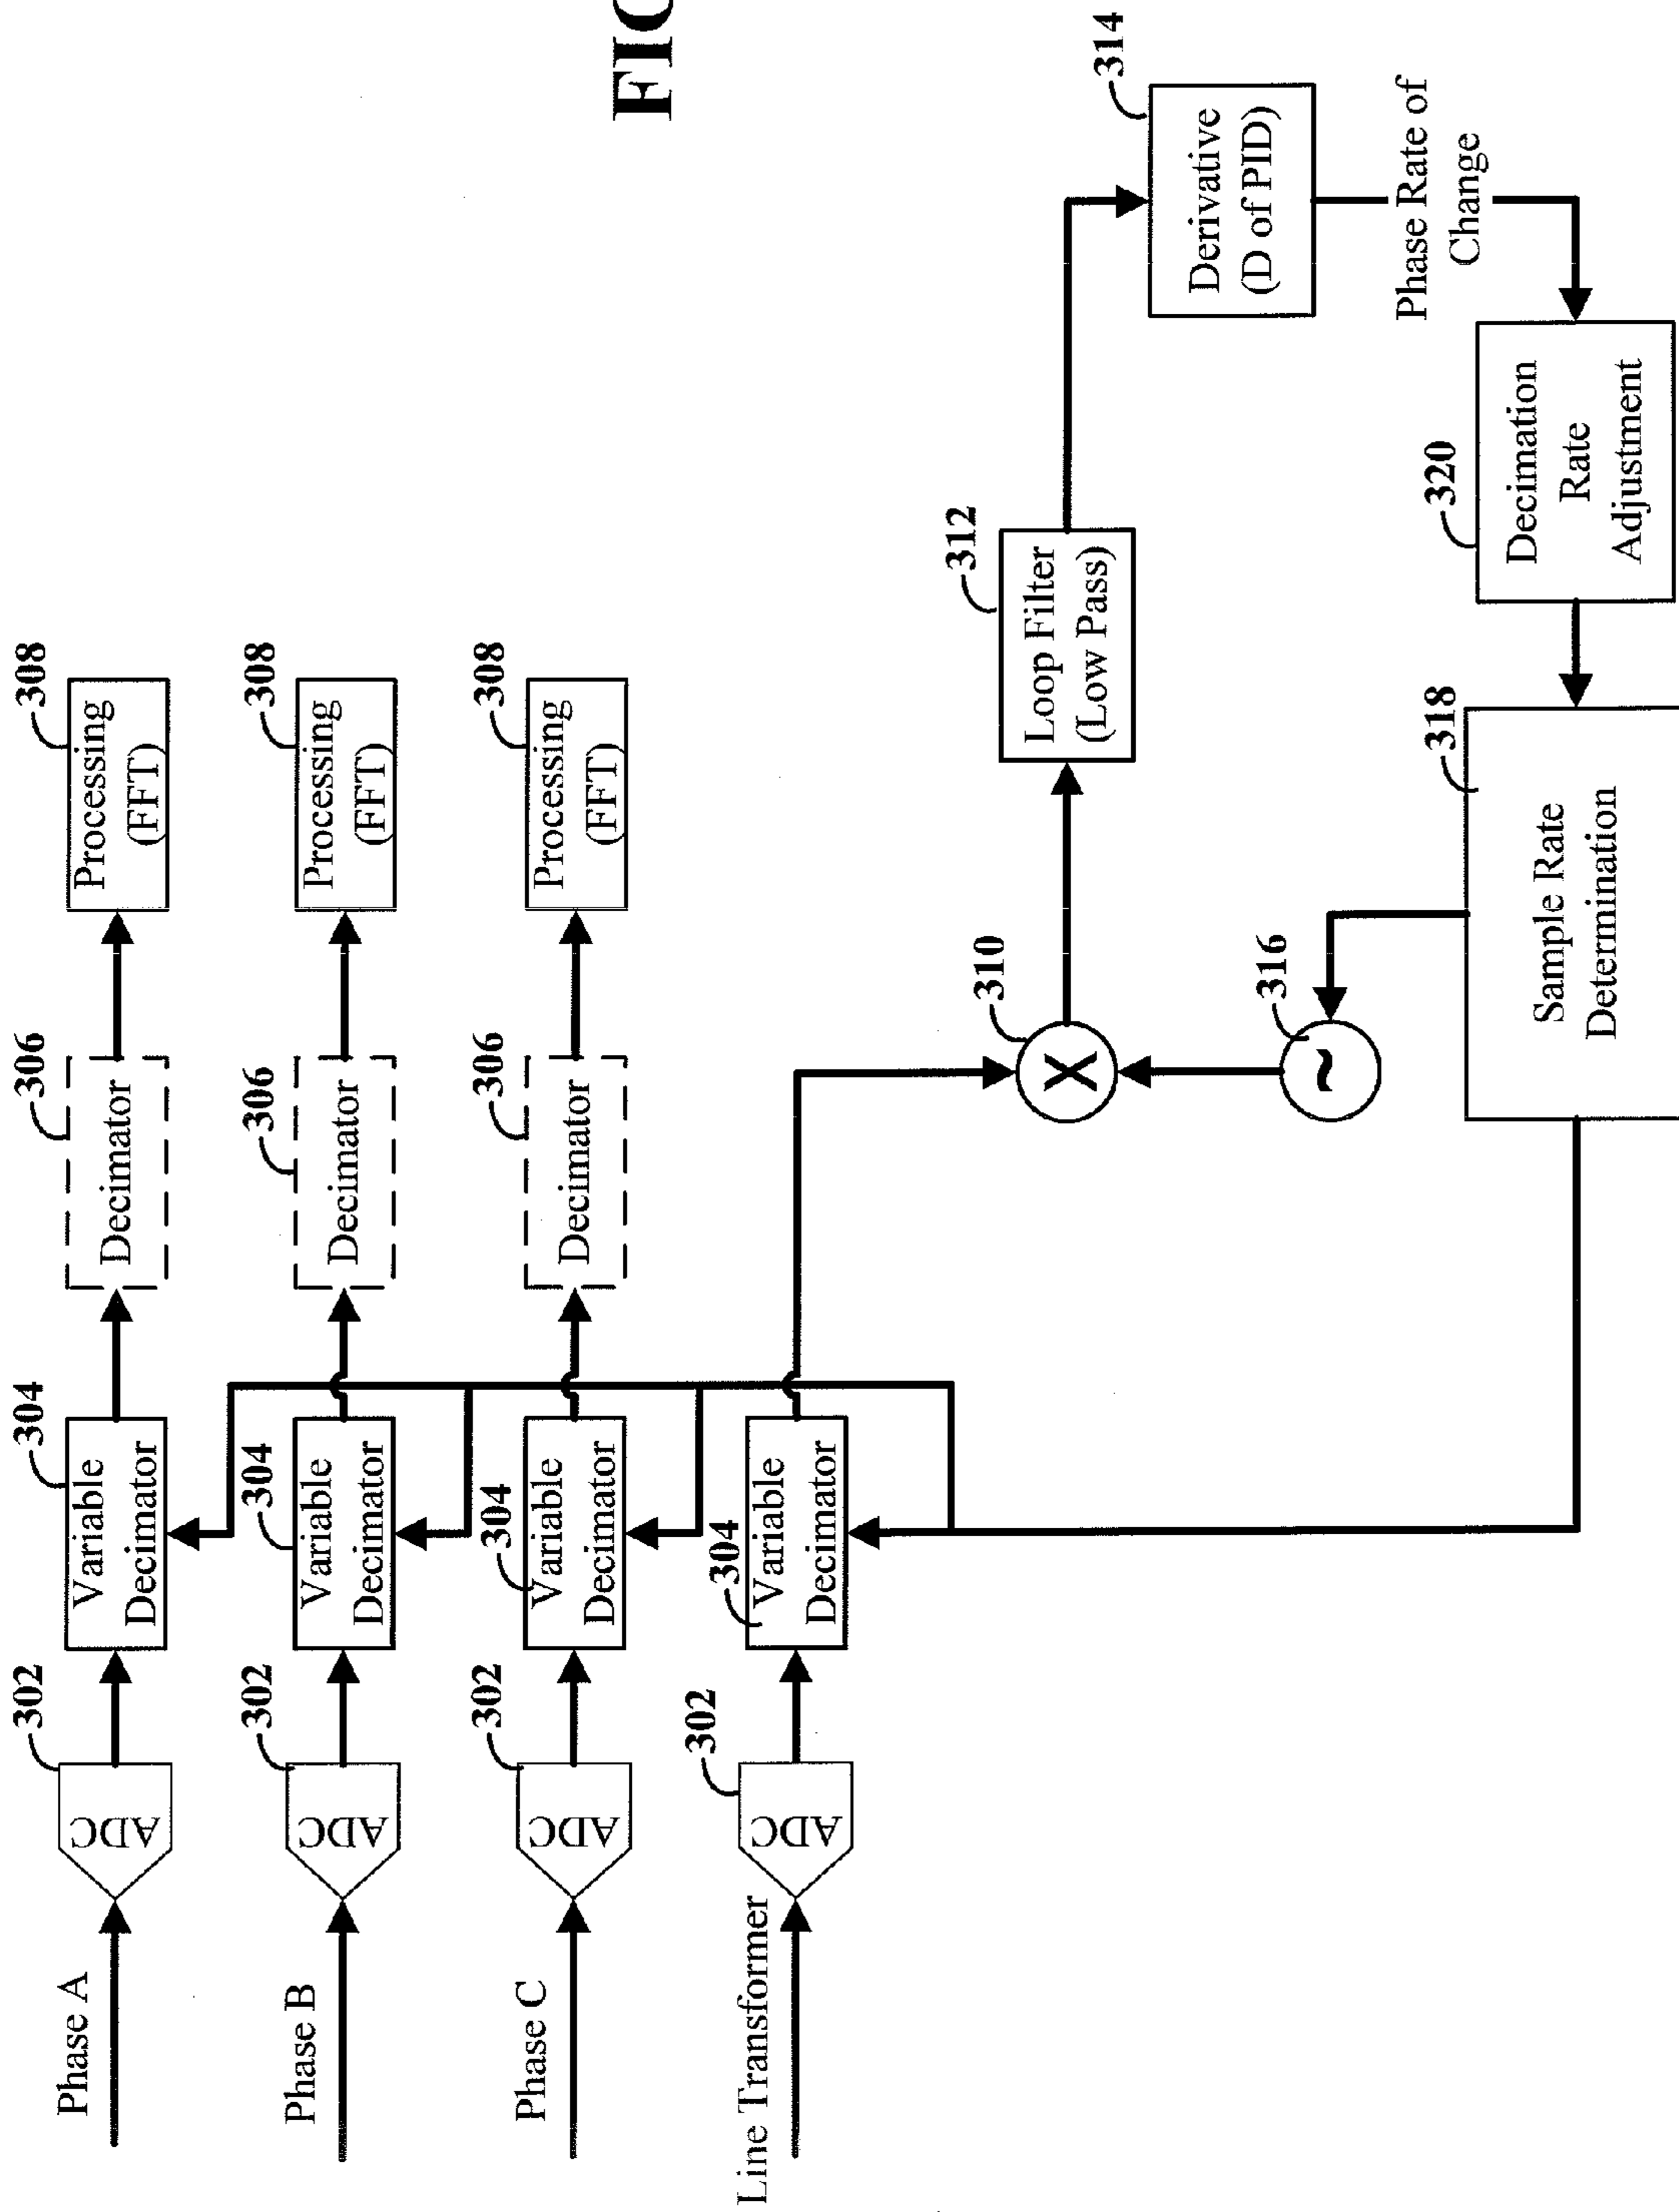 Phase A
302
ADC
304
Variable
Decimator
306
Decimator
308
Processing
(FFT)
Phase B
302
ADC
304
Variable
Decimator
306
Decimator
308
Processing
(FFT)
Phase C
302
ADC
304
Variable
Decimator
306
Decimator
308
Processing
(FFT)
Line Transformer
302
ADC
304
Variable
Decimator
310
X
312
Loop Filter
(Low Pass)
314
Derivative
(D of PID)
316
~
Phase Rate of
Change
318
Sample Rate
Determination
320
Decimation
Rate
Adjustment